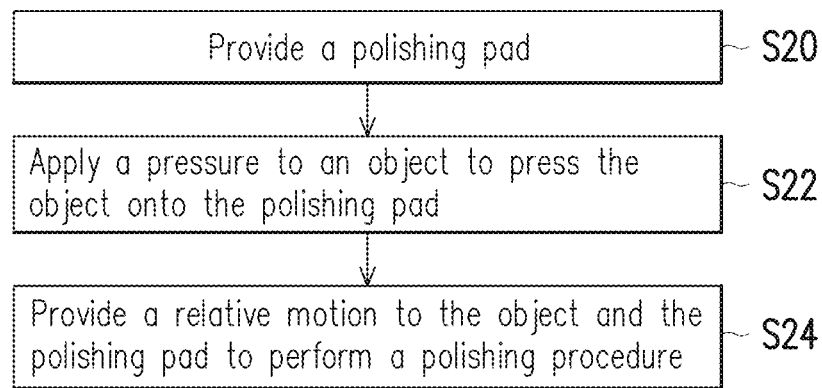 Provide a polishing pad
S20
Apply a pressure to an object to press the
object onto the polishing pad
S22
Provide a relative motion to the object and the
polishing pad to perform a polishing procedure
S24